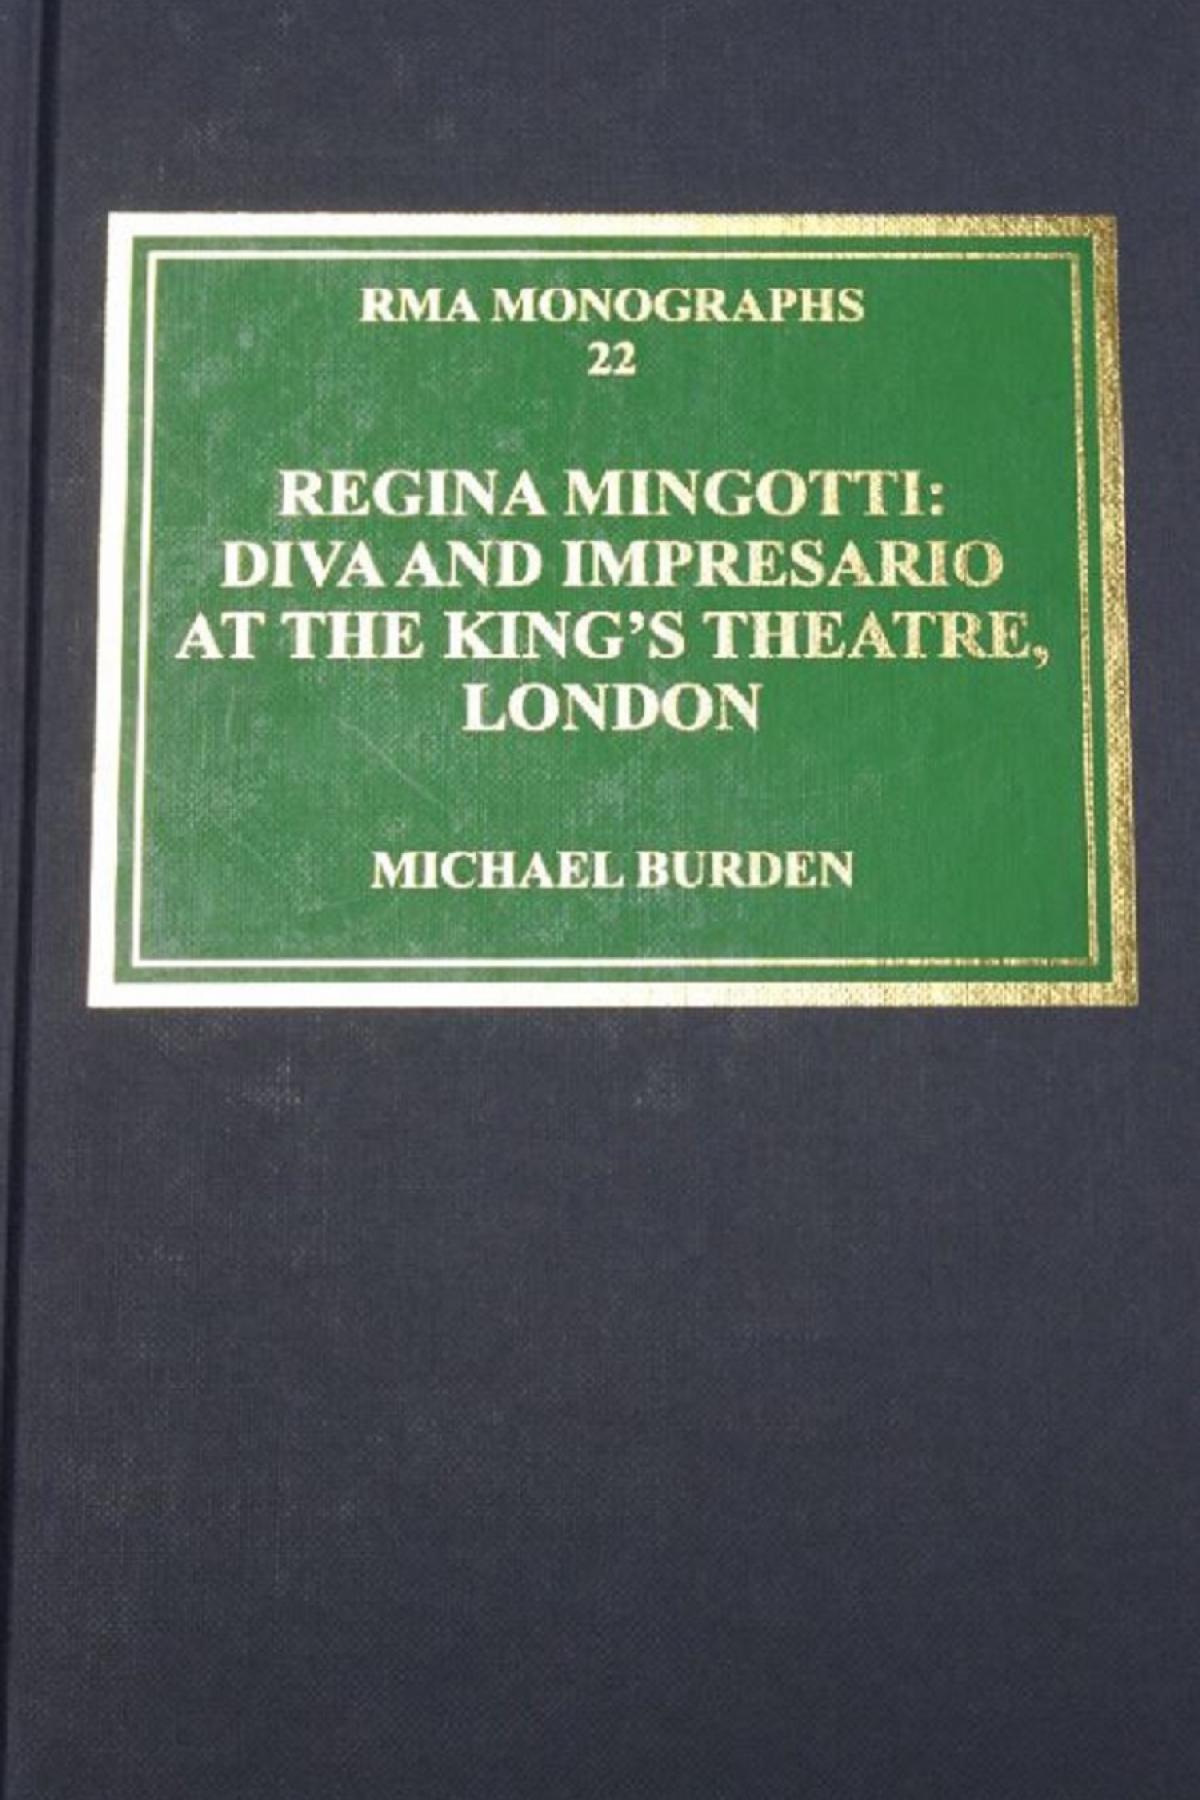 RMA MONOGRAPHS
22
REGINA MINGOTTI:
DIVA AND IMPRESARIO
AT THE KING’S THEATRE,
LONDON
MICHAEL BURDEN